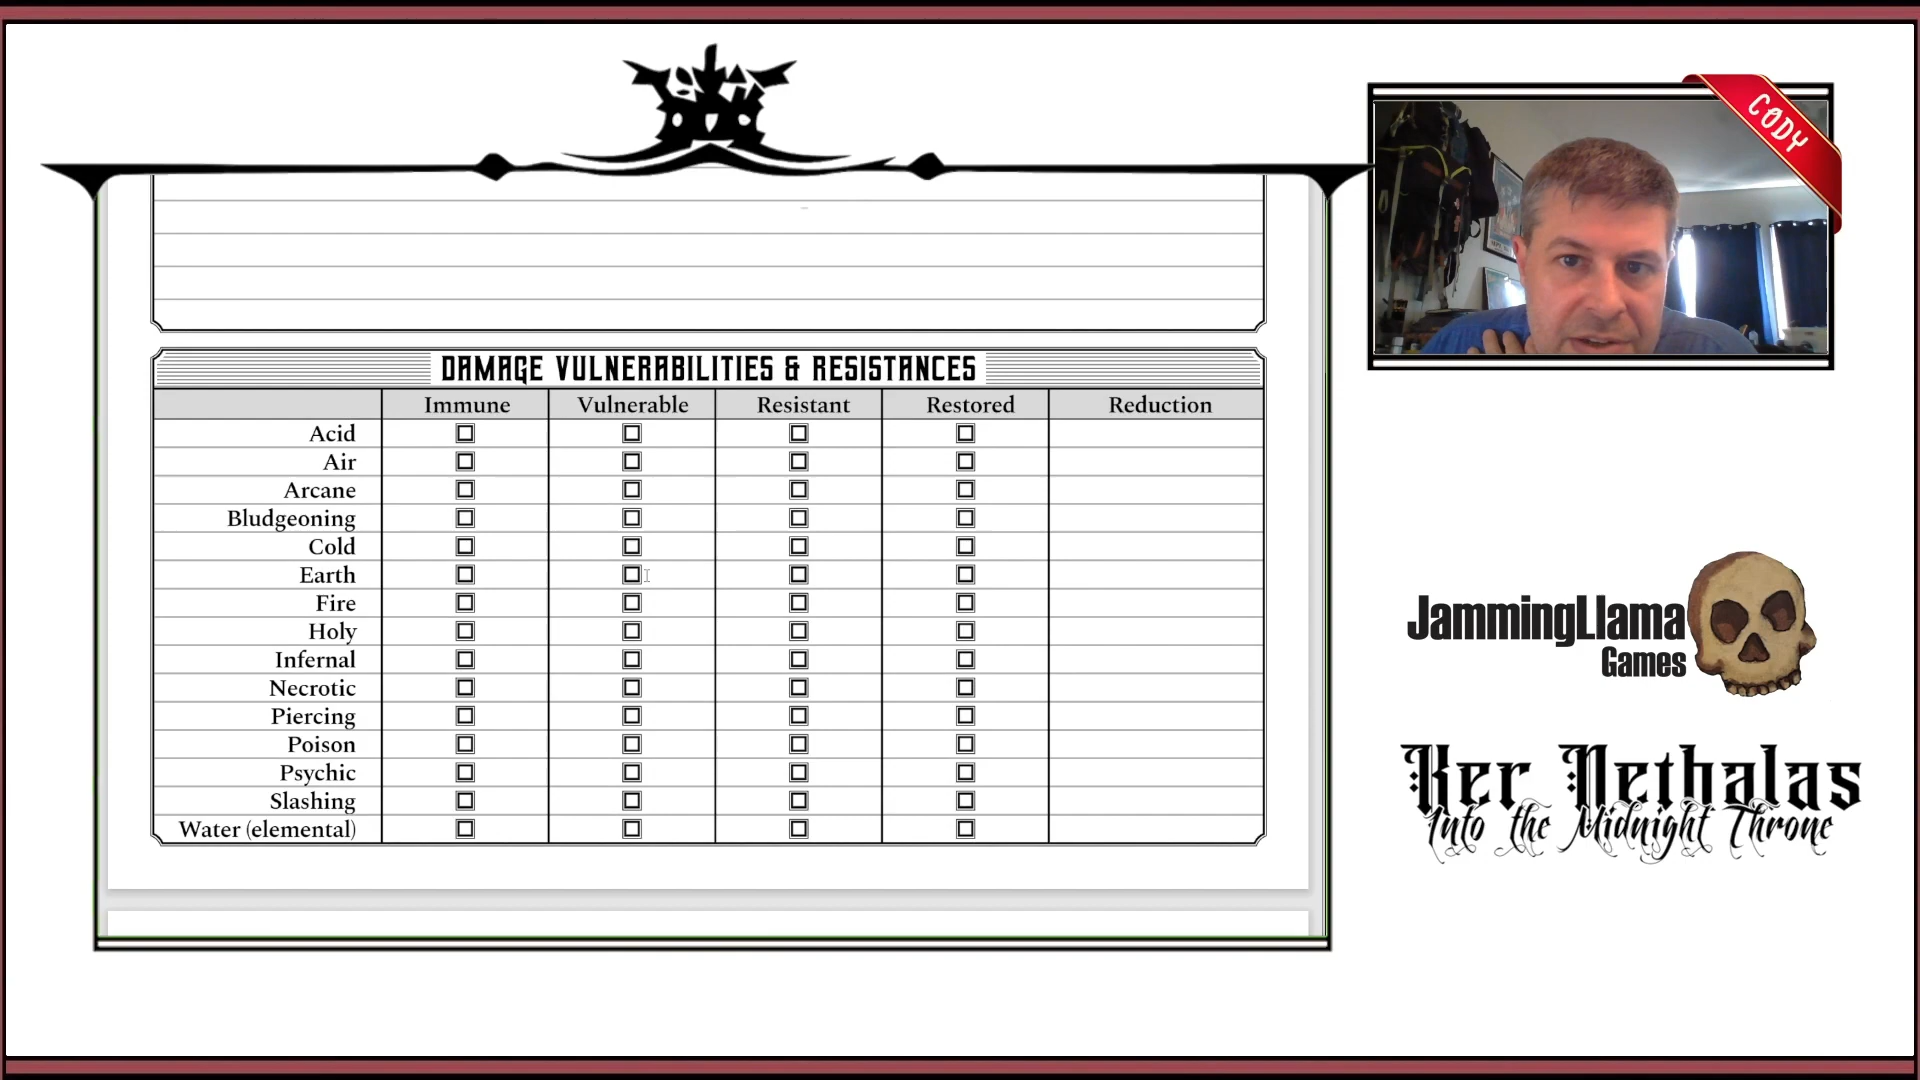 CODY
DAMAGE VULNERABILITIES & RESISTANCES
Immune Vulnerable Resistant Restored Reduction
Acid
Air
Arcane
Bludgeoning
Cold
Earth
Fire
Holy
Infernal
Necrotic
Piercing
Poison
Psychic
Slashing
Water (elemental)
JammingLlama
Games
Ker Nethalas
Into the Midnight Throne